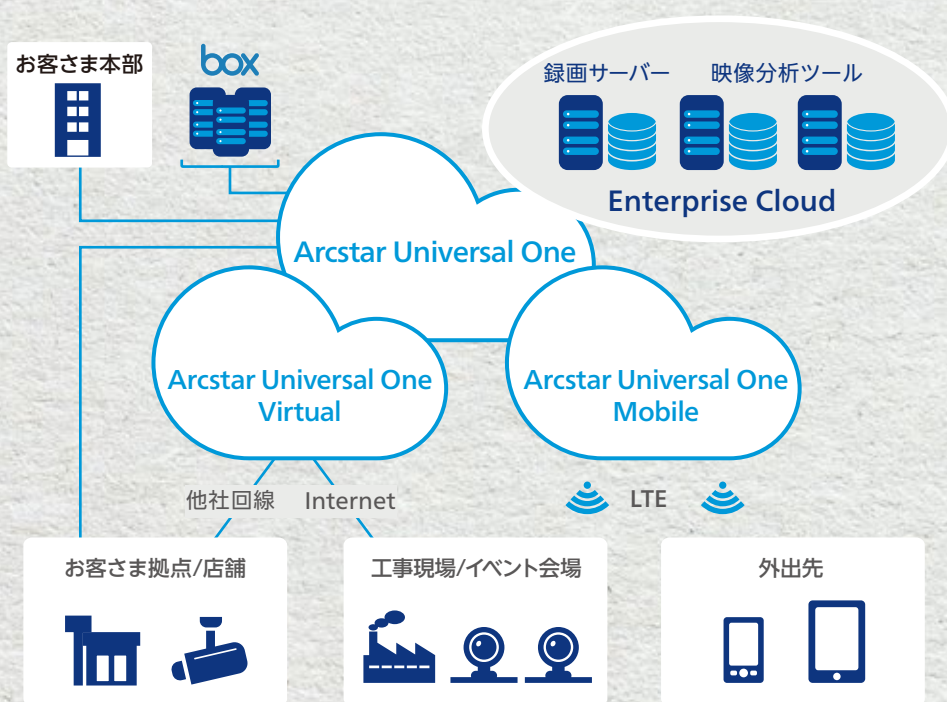 お客さま本部
box
録画サーバー
映像分析ツール
Enterprise Cloud
Arcstar Universal One
Arcstar Universal One
Virtual
Arcstar Universal One
Mobile
他社回線
Internet
LTE
お客さま拠点/店舗
工事現場/イベント会場
外出先